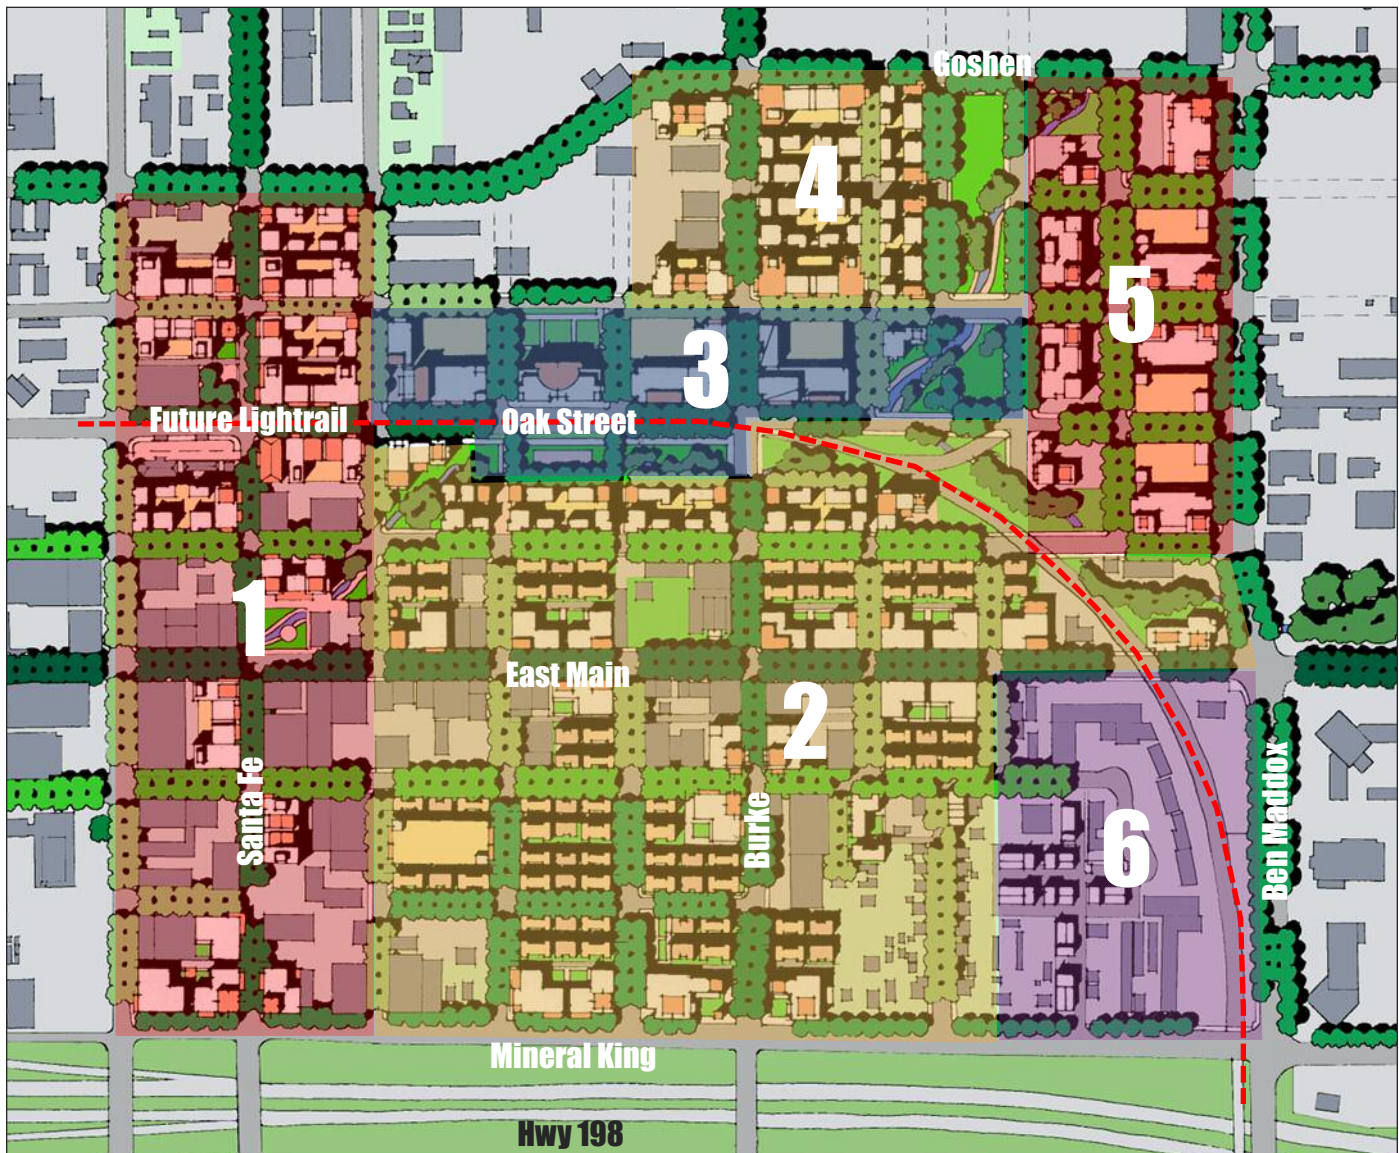 Goshen
4
5
3
Future Lightrail
Oak Street
1
East Main
2
Santa Fe
Burke
6
Ben Maddox
Mineral King
Hwy 198